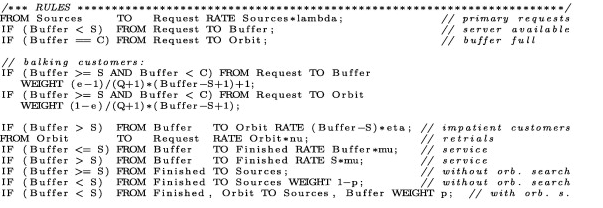 /*** RULES ***************************************************************/
FROM Sources TO Request RATE Sources*lambda; // primary requests
IF (Buffer < S) FROM Request TO Buffer; // server available
IF (Buffer == C) FROM Request TO Orbit; // buffer full
// balking customers:
IF (Buffer >= S AND Buffer < C) FROM Request TO Buffer
WEIGHT (e-1)/(Q+1)*(Buffer-S+1)+1;
IF (Buffer >= S AND Buffer < C) FROM Request TO Orbit
WEIGHT (1-e)/(Q+1)*(Buffer-S+1);
IF (Buffer > S) FROM Buffer TO Orbit RATE (Buffer-S)*eta; // impatient customers
FROM Orbit TO Request RATE Orbit*nu; // retrials
IF (Buffer <= S) FROM Buffer TO Finished RATE Buffer*mu; // service
IF (Buffer > S) FROM Buffer TO Finished RATE S*mu; // service
IF (Buffer >= S) FROM Finished TO Sources; // without orb. search
IF (Buffer < S) FROM Finished TO Sources WEIGHT 1-p; // without orb. search
IF (Buffer < S) FROM Finished, Orbit TO Sources, Buffer WEIGHT p; // with orb. s.